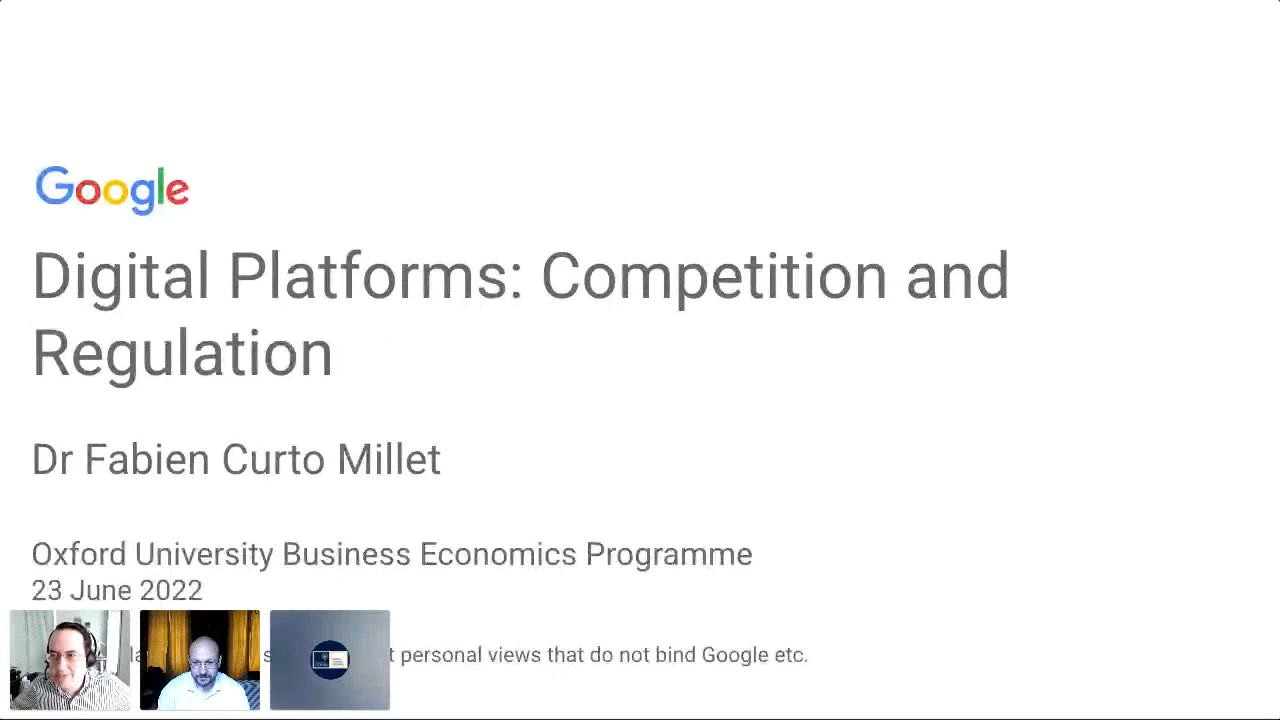 Google
Digital Platforms: Competition and
Regulation
Dr Fabien Curto Millet
Oxford University Business Economics Programme
23 June 2022
personal views that do not bind Google etc.